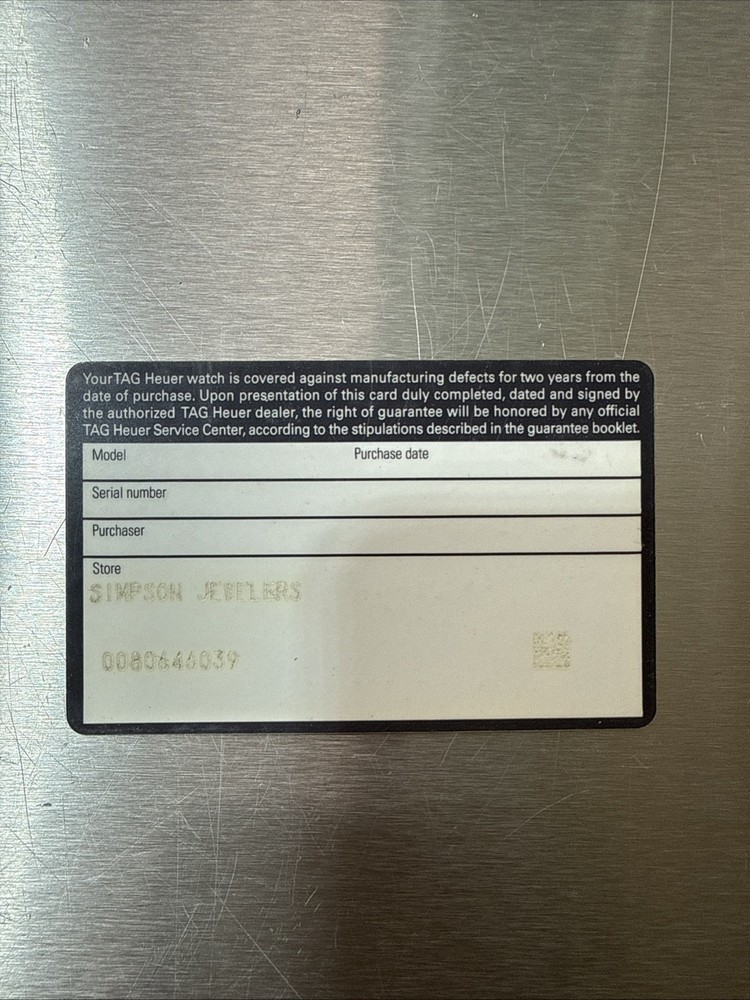 Your TAG Heuer watch is covered against manufacturing defects for two years from the
date of purchase. Upon presentation of this card duly completed, dated and signed by
the authorized TAG Heuer dealer, the right of guarantee will be honored by any official
TAG Heuer Service Center, according to the stipulations described in the guarantee booklet.
Model Purchase date
Serial number
Purchaser
Store
SIMPSON JEWELERS
0080646039